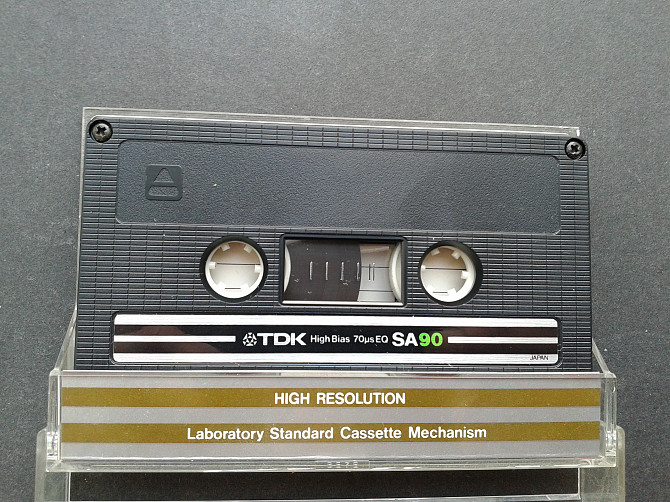 TDK High Bias 70µs EQ SA90
JAPAN
HIGH RESOLUTION
Laboratory Standard Cassette Mechanism